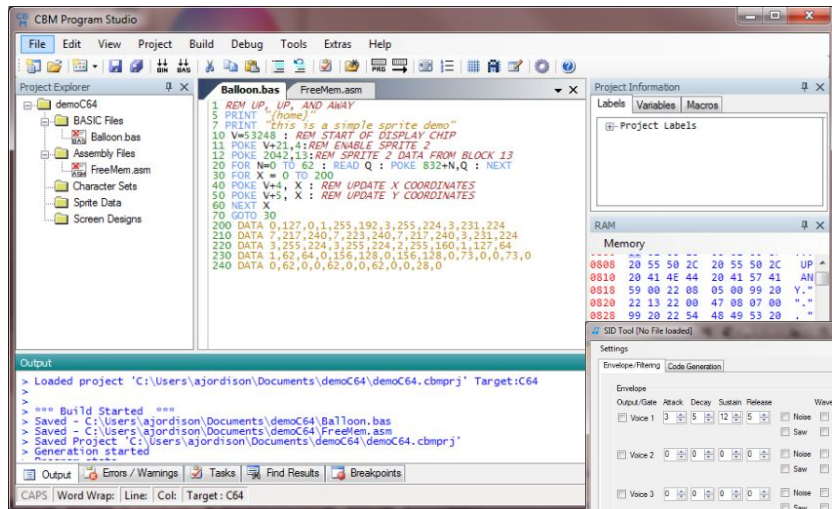 CBM Program Studio
File Edit View Project Build Debug Tools Extras Help
Project Explorer
demoC64
BASIC Files
Balloon.bas
Assembly Files
FreeMem.asm
Character Sets
Sprite Data
Screen Designs
Balloon.bas FreeMem.asm
1 REM UP, UP, AND AWAY
5 PRINT "{home}"
7 PRINT "this is a simple sprite demo"
10 V=53248 : REM START OF DISPLAY CHIP
11 POKE V+21,4:REM ENABLE SPRITE 2
12 POKE 2042,13:REM SPRITE 2 DATA FROM BLOCK 13
20 FOR N=0 TO 62 : READ Q : POKE 832+N,Q : NEXT
30 FOR X = 0 TO 200
40 POKE V+4, X : REM UPDATE X COORDINATES
50 POKE V+5, X : REM UPDATE Y COORDINATES
60 NEXT X
70 GOTO 30
200 DATA 0,127,0,1,255,192,3,255,224,3,231,224
210 DATA 7,217,240,7,223,240,7,217,240,3,231,224
220 DATA 3,255,224,3,255,224,2,255,160,1,127,64
230 DATA 1,62,64,0,156,128,0,156,128,0,73,0,0,73,0
240 DATA 0,62,0,0,62,0,0,62,0,0,28,0
Project Information
Labels Variables Macros
Project Labels
RAM
Memory
0808 20 55 50 2C 20 55 50 2C UP
0810 20 41 4E 44 20 41 57 41 AN
0818 59 00 22 08 05 00 99 20 Y."
0820 22 13 22 00 47 08 07 00 "."
0828 99 20 22 54 48 49 53 20 . "
SID Tool [No File loaded]
Settings
Envelope/Filtering Code Generation
Envelope
Output/Gate Attack Decay Sustain Release Wave
Voice 1 3 5 12 5 Noise
Saw
Voice 2 0 0 0 0 Noise
Saw
Voice 3 0 0 0 0 Noise
Saw
Output
> Loaded project 'C:\Users\ajordison\Documents\demoC64\demoC64.cbmprj' Target:C64
>
>
> *** Build Started ***
> Saved - C:\Users\ajordison\Documents\demoC64\Balloon.bas
> Saved - C:\Users\ajordison\Documents\demoC64\FreeMem.asm
> Saved Project 'C:\Users\ajordison\Documents\demoC64\demoC64.cbmprj'
> Generation started
Output Errors / Warnings Tasks Find Results Breakpoints
CAPS Word Wrap: Line: Col: Target : C64